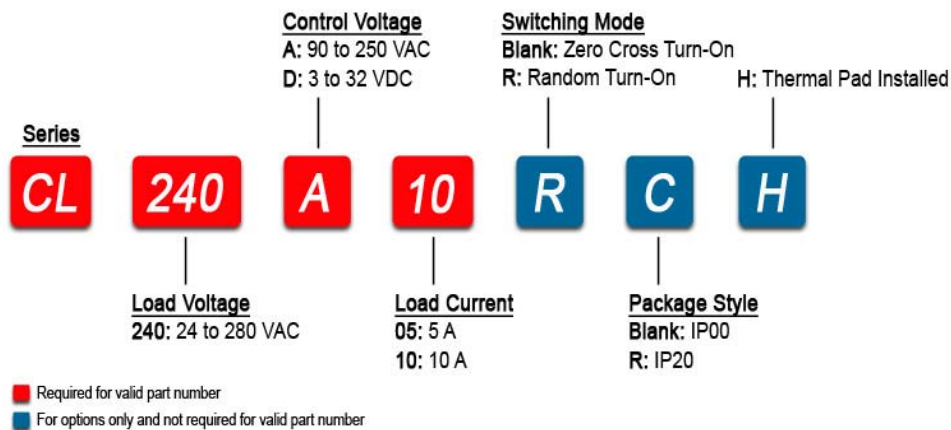 Control Voltage
A: 90 to 250 VAC
D: 3 to 32 VDC
Switching Mode
Blank: Zero Cross Turn-On
R: Random Turn-On
H: Thermal Pad Installed
Series
CL 240 A 10 R C H
Load Voltage
240: 24 to 280 VAC
Load Current
05: 5 A
10: 10 A
Package Style
Blank: IP00
R: IP20
Required for valid part number
For options only and not required for valid part number